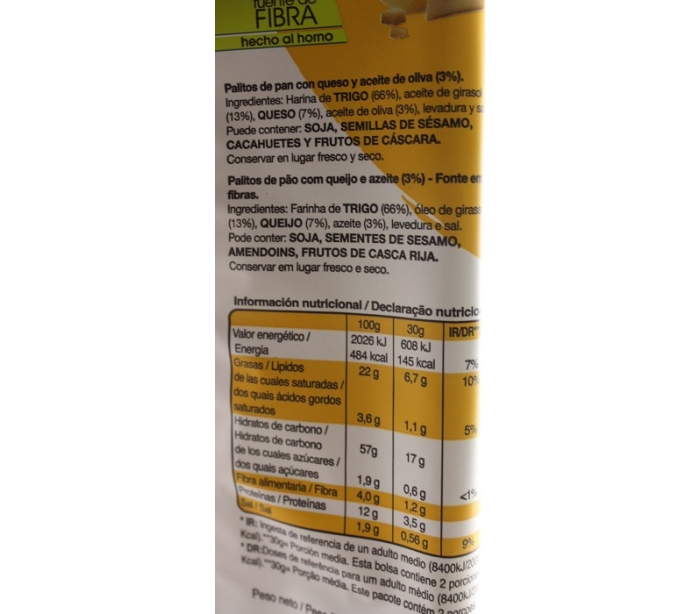 fuente de
FIBRA
hecho al horno
Palitos de pan con queso y aceite de oliva (3%).
Ingredientes: Harina de TRIGO (66%), aceite de
(13%), QUESO (7%), aceite de oliva (3%), levadura y
Puede contener: SOJA, SEMILLAS DE SÉSAMO,
CACAHUETES Y FRUTOS DE CÁSCARA.
Conservar en lugar fresco y seco.
Palitos de pão com queijo e azeite (3%) - Fonte em
fibras.
Ingredientes: Farinha de TRIGO (66%), óleo de
(13%), QUEIJO (7%), azeite (3%), levedura e sal.
Pode conter: SOJA, SEMENTES DE SESAMO,
AMENDOINS, FRUTOS DE CASCA RIJA.
Conservar em lugar fresco e seco.
Información nutricional / Declaração
100g 30g IR/DR**
Valor energético / 2026 kJ 608 kJ
Energia 484 kcal 145 kcal 7%
Grasas / Lipidos 22 g 6,7 g 10%
de las cuales saturadas /
dos quais ácidos gordos
saturados 3,6 g 1,1 g 5%
Hidratos de carbono /
Hidratos de carbono 57g 17 g
de los cuales azúcares /
dos quais açúcares 1,9 g 0,6 g <1%
Fibra alimentaria / Fibra 4,0 g 1,2 g
Proteínas / Proteínas 12 g 3,5 g
Sal / Sal 1,9 g 0,56 g 9%
* IR: Ingesta de referencia de un adulto medio (8400kJ/200
Kcal). **30g= Porción media. Esta bolsa contiene 2
* DR:Doses de referência para um adulto médio (8400kJ
Kcal). **30g= Porção média. Este pacote contém 2
Peso neto /